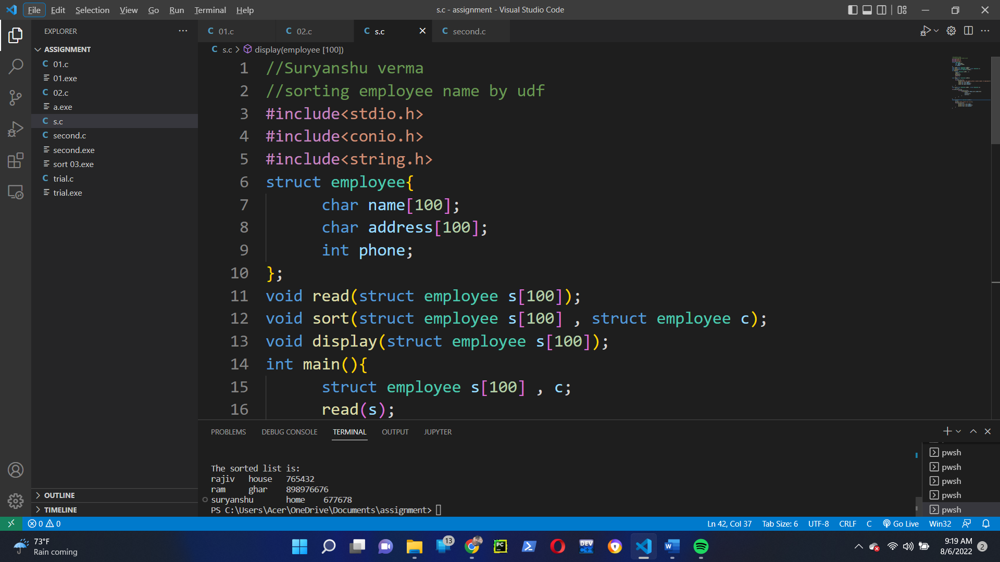 File Edit Selection View Go Run Terminal Help
s.c - assignment - Visual Studio Code
EXPLORER
ASSIGNMENT
C 01.c
01.exe
C 02.c
a.exe
C s.c
C second.c
second.exe
sort 03.exe
C trial.c
trial.exe
OUTLINE
TIMELINE
C 01.c C 02.c C s.c C second.c
C s.c > display(employee [100])
1 //Suryanshu verma
2 //sorting employee name by udf
3 #include<stdio.h>
4 #include<conio.h>
5 #include<string.h>
6 struct employee{
7 char name[100];
8 char address[100];
9 int phone;
10 };
11 void read(struct employee s[100]);
12 void sort(struct employee s[100] , struct employee c);
13 void display(struct employee s[100]);
14 int main(){
15 struct employee s[100] , c;
16 read(s);
PROBLEMS DEBUG CONSOLE TERMINAL OUTPUT JUPYTER
The sorted list is:
rajiv house 765432
ram ghar 898976676
suryanshu home 677678
PS C:\Users\Acer\OneDrive\Documents\assignment>
pwsh
pwsh
pwsh
pwsh
pwsh
0 0
Ln 42, Col 37 Tab Size: 6 UTF-8 CRLF C Go Live Win32
73°F
Rain coming
13
PC
DEV
W
9:19 AM
8/6/2022
2